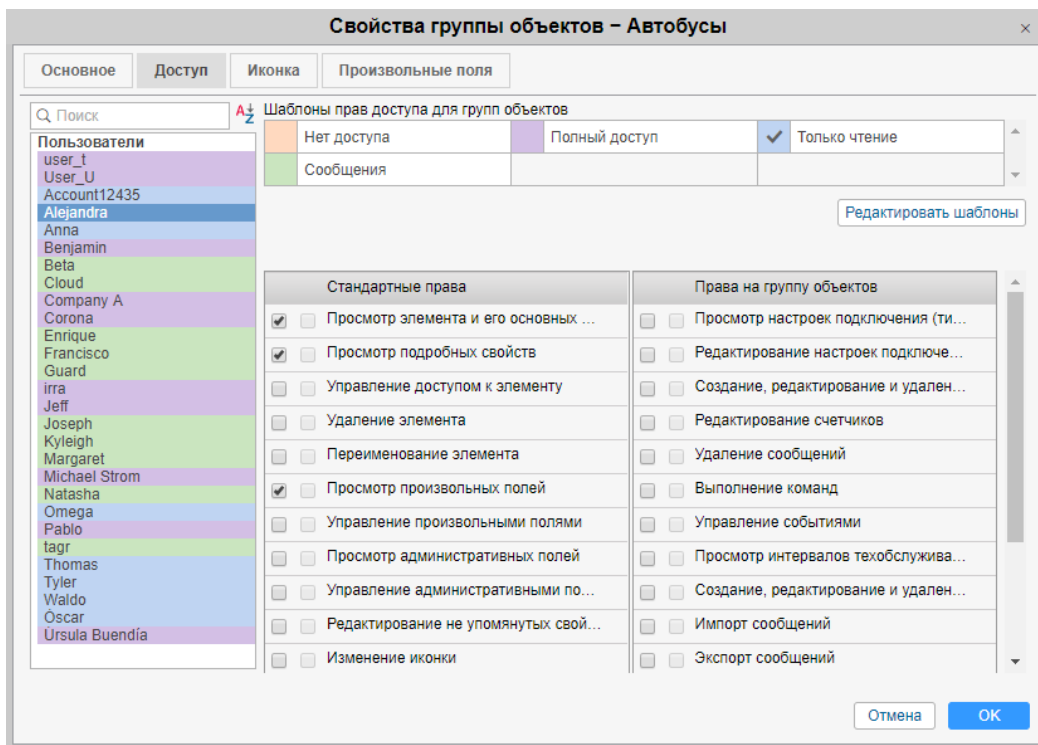 Свойства группы объектов – Автобусы
×
Основное
Доступ
Иконка
Произвольные поля
Поиск
A Z
Пользователи
user_t
User_U
Account12435
Alejandra
Anna
Benjamin
Beta
Cloud
Company A
Corona
Enrique
Francisco
Guard
irra
Jeff
Joseph
Kyleigh
Margaret
Michael Strom
Natasha
Omega
Pablo
tagr
Thomas
Tyler
Waldo
Óscar
Úrsula Buendía
Шаблоны прав доступа для групп объектов
Нет доступа
Полный доступ
Только чтение
Сообщения
Редактировать шаблоны
Стандартные права
Просмотр элемента и его основных ...
Просмотр подробных свойств
Управление доступом к элементу
Удаление элемента
Переименование элемента
Просмотр произвольных полей
Управление произвольными полями
Просмотр административных полей
Управление административными по...
Редактирование не упомянутых свой...
Изменение иконки
Права на группу объектов
Просмотр настроек подключения (ти...
Редактирование настроек подключе...
Создание, редактирование и удален...
Редактирование счетчиков
Удаление сообщений
Выполнение команд
Управление событиями
Просмотр интервалов техобслужива...
Создание, редактирование и удален...
Импорт сообщений
Экспорт сообщений
Отмена
OK